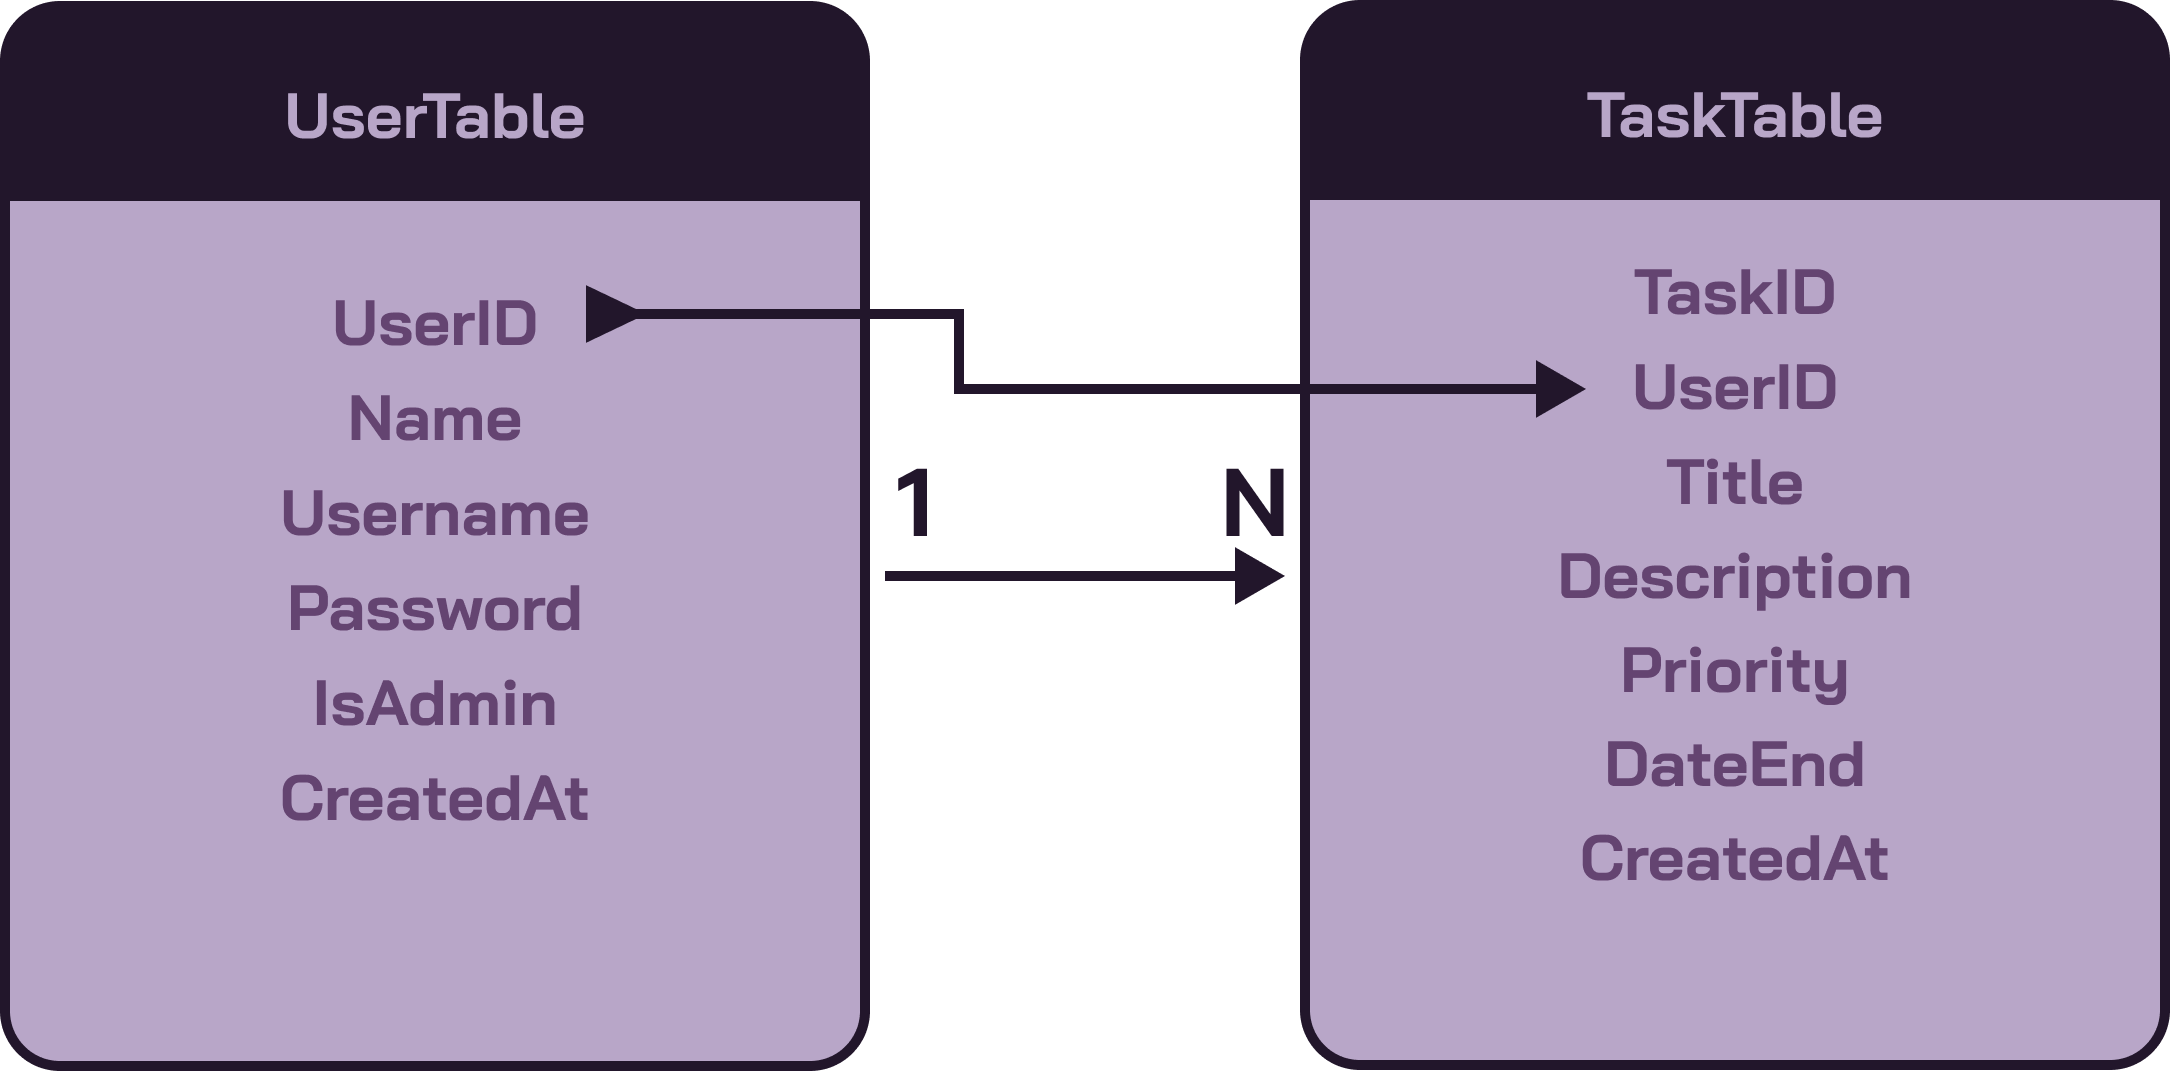 UserTable
UserID
Name
Username
Password
IsAdmin
CreatedAt
1
N
TaskTable
TaskID
UserID
Title
Description
Priority
DateEnd
CreatedAt